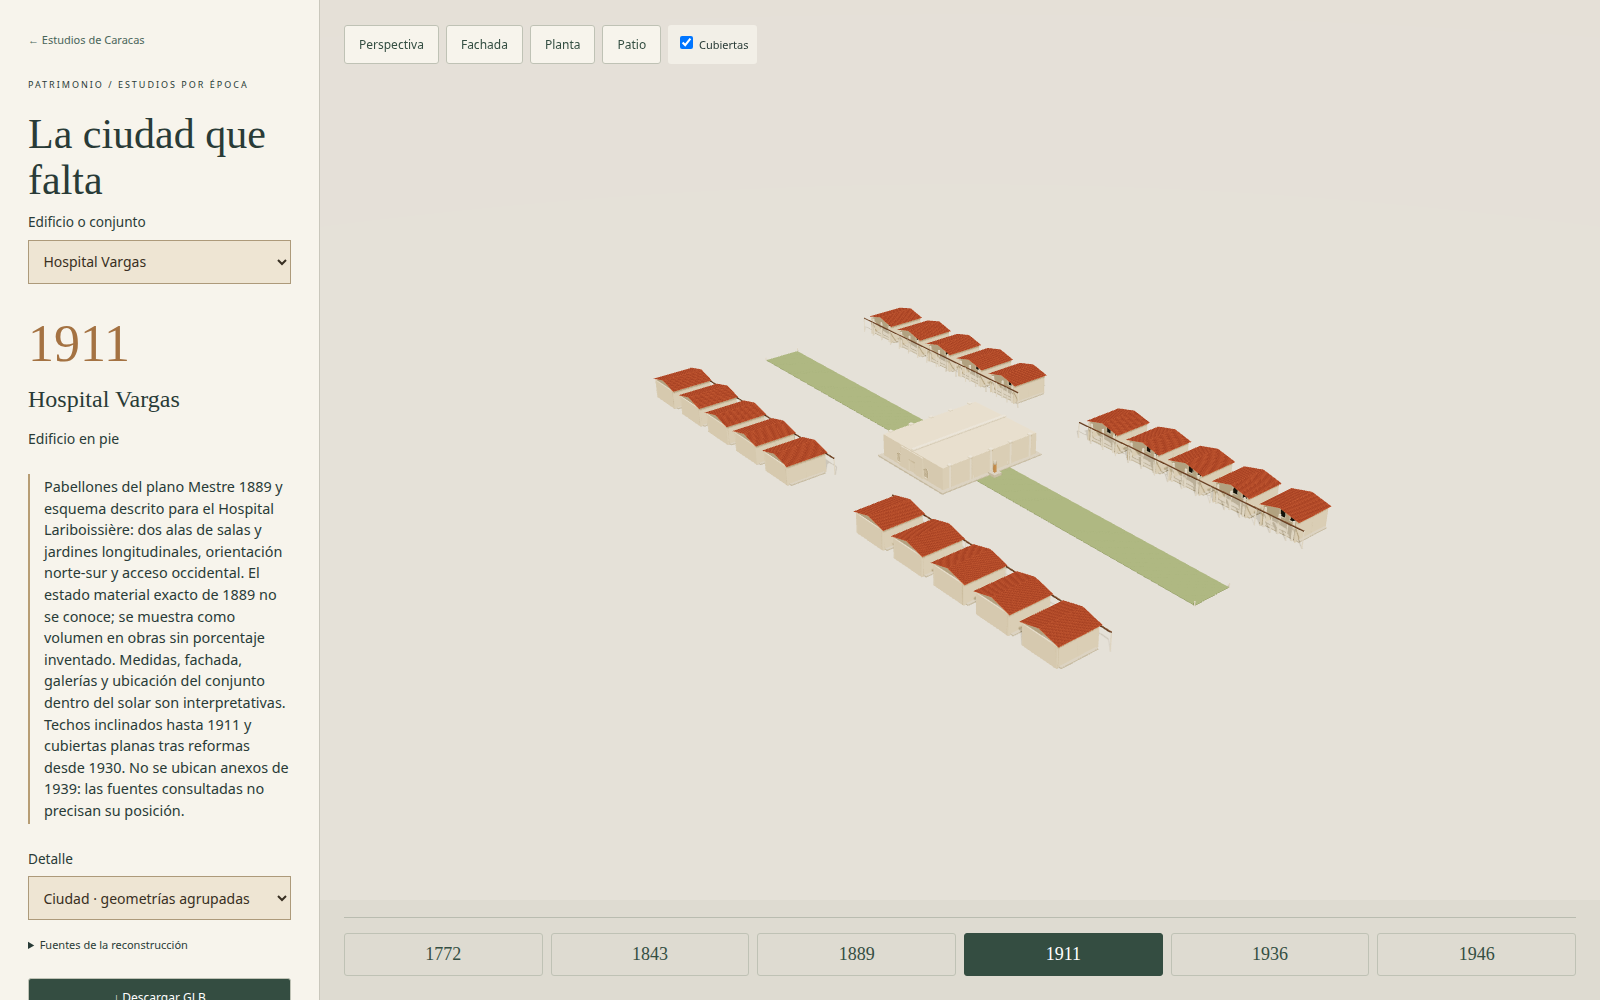 ← Estudios de Caracas
PATRIMONIO / ESTUDIOS POR ÉPOCA
La ciudad que
falta
Edificio o conjunto
Hospital Vargas
1911
Hospital Vargas
Edificio en pie
Pabellones del plano Mestre 1889 y
esquema descrito para el Hospital
Lariboissière: dos alas de salas y
jardines longitudinales, orientación
norte-sur y acceso occidental. El
estado material exacto de 1889 no
se conoce; se muestra como
volumen en obras sin porcentaje
inventado. Medidas, fachada,
galerías y ubicación del conjunto
dentro del solar son interpretativas.
Techos inclinados hasta 1911 y
cubiertas planas tras reformas
desde 1930. No se ubican anexos de
1939: las fuentes consultadas no
precisan su posición.
Detalle
Ciudad · geometrías agrupadas
▶ Fuentes de la reconstrucción
↓ Descargar GLB
Perspectiva
Fachada
Planta
Patio
Cubiertas
1772
1843
1889
1911
1936
1946